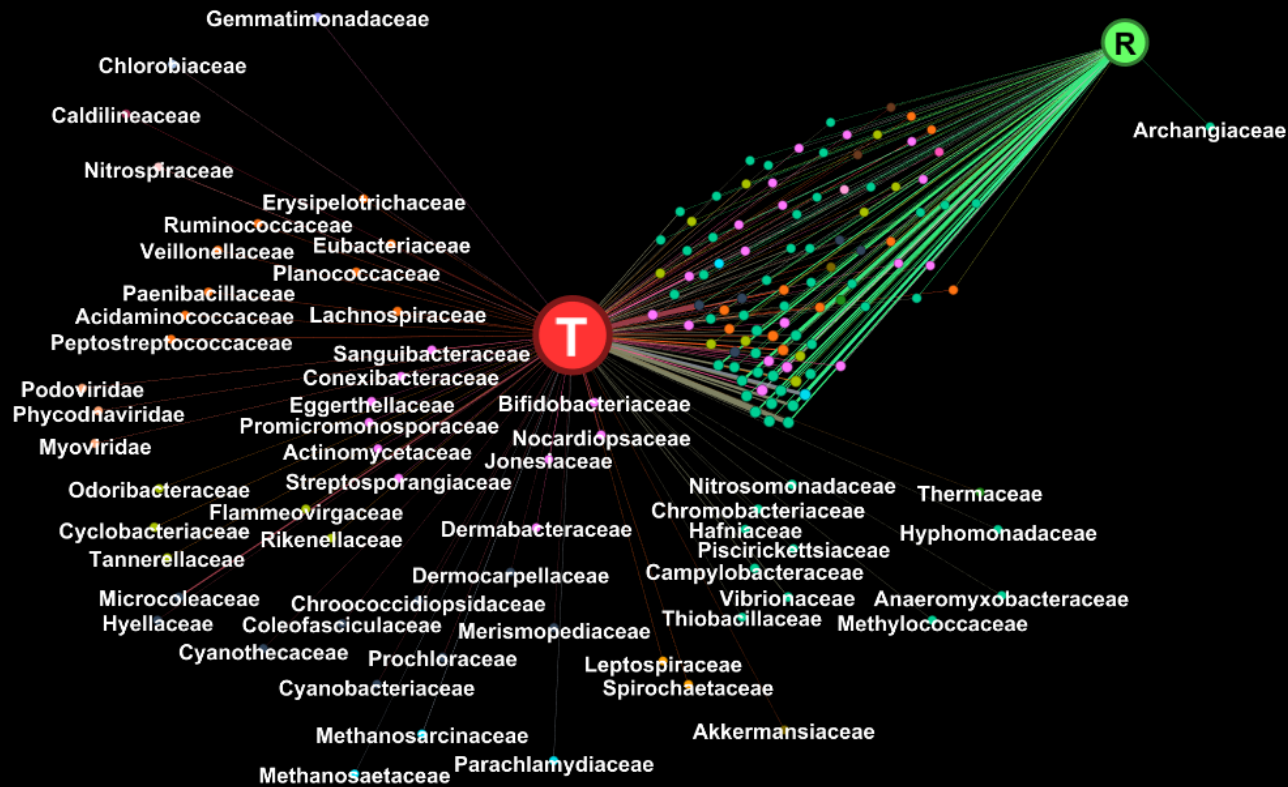 Gemmatimonadaceae
R
Chlorobiaceae
Caldilineaceae
Archangiaceae
Nitrospiraceae
Erysipelotrichaceae
Ruminococcaceae
Veillonellaceae
Eubacteriaceae
Planococcaceae
Paenibacillaceae
Acidaminococcaceae
Lachnospiraceae
T
Peptostreptococcaceae
Sanguibacteraceae
Conexibacteraceae
Podoviridae
Eggerthellaceae
Bifidobacteriaceae
Phycodnaviridae
Promicromonosporaceae
Nocardiopsaceae
Myoviridae
Actinomycetaceae
Jonesiaceae
Streptosporangiaceae
Odoribacteraceae
Nitrosomonadaceae
Thermaceae
Flammeovirgaceae
Chromobacteriaceae
Cyclobacteriaceae
Rikenellaceae
Dermabacteraceae
Hafniaceae
Hyphomonadaceae
Piscirickettsiaceae
Tannerellaceae
Dermocarpellaceae
Campylobacteraceae
Microcoleaceae
Chroococcidiopsidaceae
Vibrionaceae
Anaeromyxobacteraceae
Hyellaceae
Coleofasciculaceae
Merismopediaceae
Thiobacillaceae
Methylococcaceae
Cyanothecaceae
Prochloraceae
Leptospiraceae
Cyanobacteriaceae
Spirochaetaceae
Methanosarcinaceae
Akkermansiaceae
Parachlamydiaceae
Methanosaetaceae